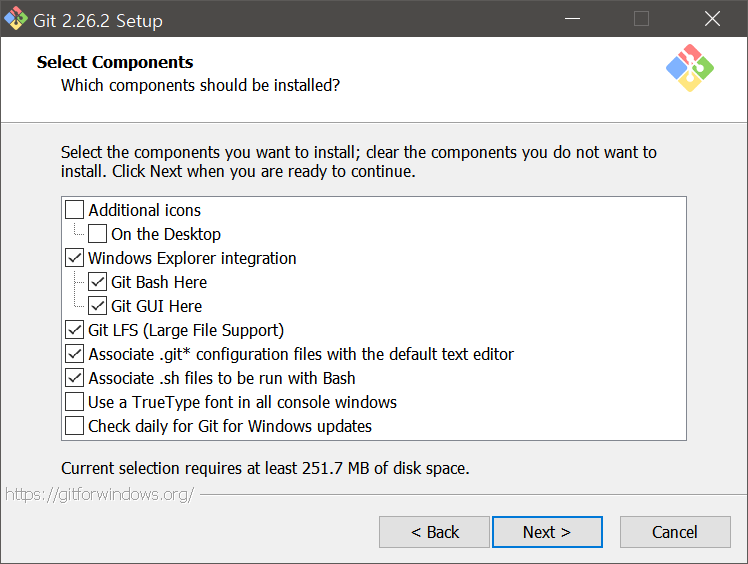 Git 2.26.2 Setup
Select Components
Which components should be installed?
Select the components you want to install; clear the components you do not want to
install. Click Next when you are ready to continue.
Additional icons
On the Desktop
Windows Explorer integration
Git Bash Here
Git GUI Here
Git LFS (Large File Support)
Associate .git* configuration files with the default text editor
Associate .sh files to be run with Bash
Use a TrueType font in all console windows
Check daily for Git for Windows updates
Current selection requires at least 251.7 MB of disk space.
https://gitforwindows.org/
< Back Next > Cancel